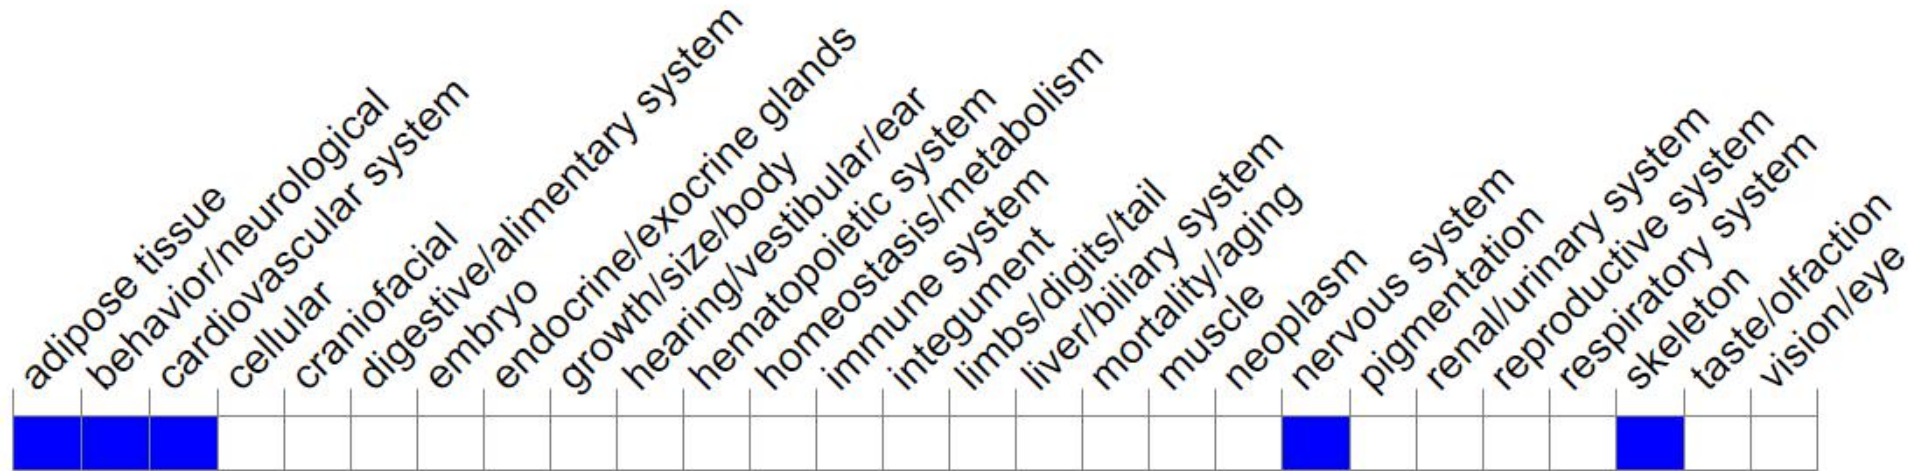 adipose tissue
behavior/neurological
cardiovascular system
cellular
craniofacial
digestive/alimentary system
embryo
endocrine/exocrine glands
growth/size/body
hearing/vestibular/ear
hematopoietic system
homeostasis/metabolism
immune system
integument
limbs/digits/tail
liver/biliary system
mortality/aging
muscle
neoplasm
nervous system
pigmentation
renal/urinary system
reproductive system
respiratory system
skeleton
taste/olfaction
vision/eye